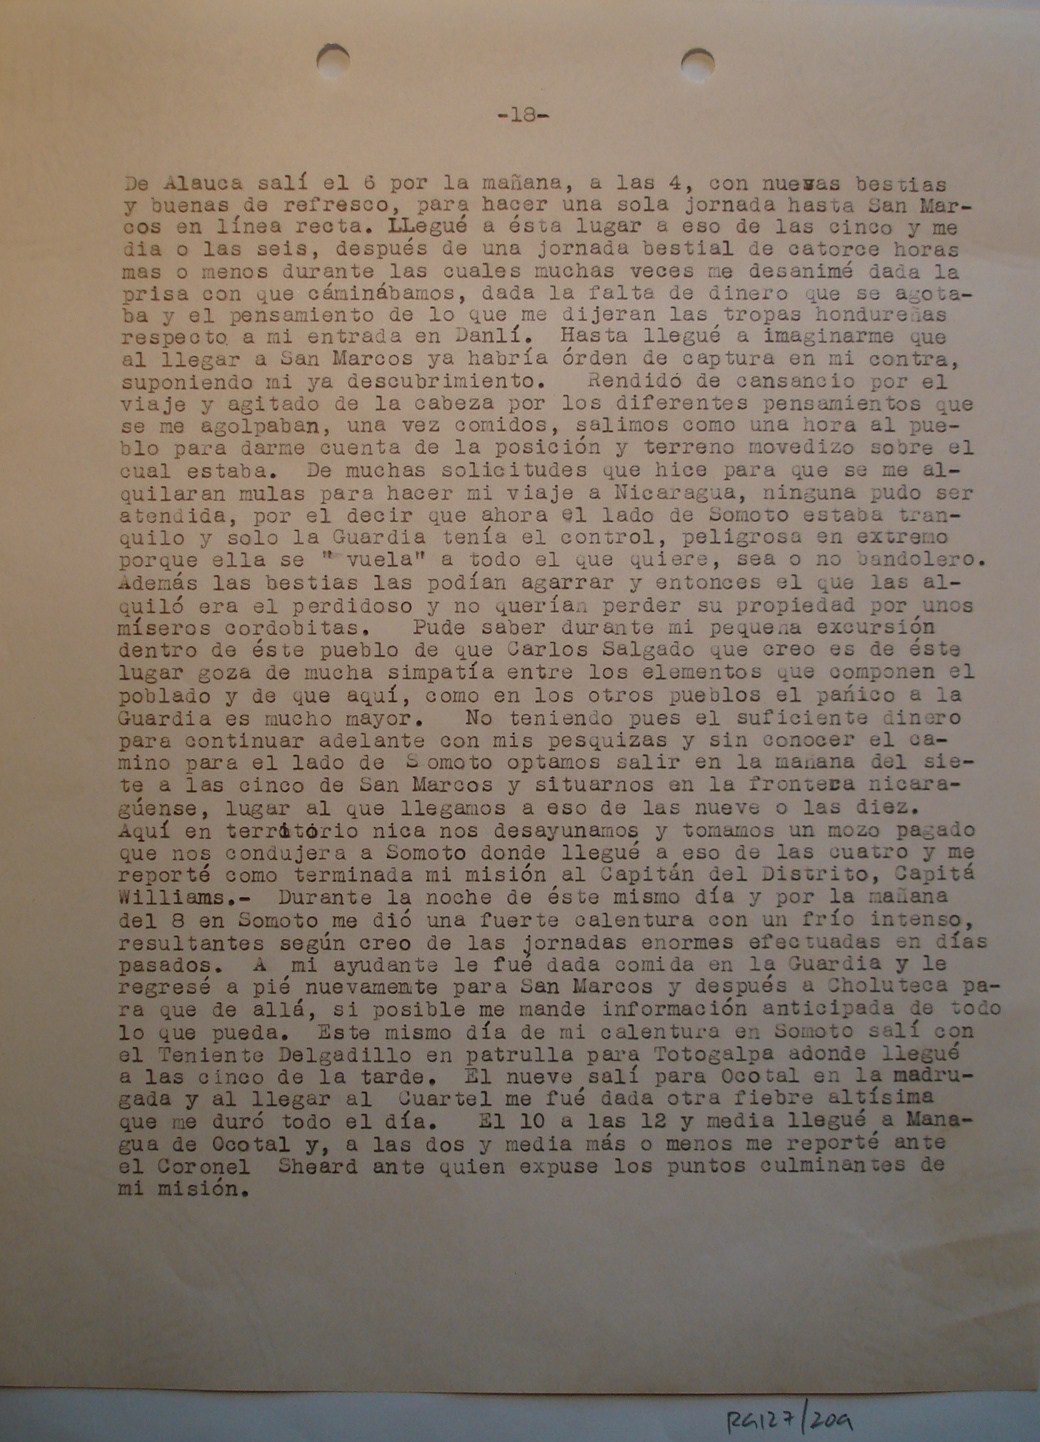 -18-
De Alauca salí el 6 por la mañana, a las 4, con nuevas bestias
y buenas de refresco, para hacer una sola jornada hasta San Mar-
cos en línea recta. LLegué a ésta lugar a eso de las cinco y me
dia o las seis, después de una jornada bestial de catorce horas
mas o menos durante las cuales muchas veces me desanimé dada la
prisa con que cáminábamos, dada la falta de dinero que se agota-
ba y el pensamiento de lo que me dijeran las tropas hondureñas
respecto a mi entrada en Danlí. Hasta llegué a imaginarme que
al llegar a San Marcos ya habría órden de captura en mi contra,
suponiendo mi ya descubrimiento. Rendido de cansancio por el
viaje y agitado de la cabeza por los diferentes pensamientos que
se me agolpaban, una vez comidos, salimos como una hora al pue-
blo para darme cuenta de la posición y terreno movedizo sobre el
cual estaba. De muchas solicitudes que hice para que se me al-
quilaran mulas para hacer mi viaje a Nicaragua, ninguna pudo ser
atendida, por el decir que ahora el lado de Somoto estaba tran-
quilo y solo la Guardia tenía el control, peligrosa en extremo
porque ella se " vuela" a todo el que quiere, sea o no bandolero.
Además las bestias las podían agarrar y entonces el que las al-
quiló era el perdidoso y no querían perder su propiedad por unos
míseros cordobitas. Pude saber durante mi pequeña excursión
dentro de éste pueblo de que Carlos Salgado que creo es de éste
lugar goza de mucha simpatía entre los elementos que componen el
poblado y de que aquí, como en los otros pueblos el pańico a la
Guardia es mucho mayor. No teniendo pues el suficiente dinero
para continuar adelante con mis pesquizas y sin conocer el ca-
mino para el lado de Somoto optamos salir en la mañana del sie-
te a las cinco de San Marcos y situarnos en la frontera nicara-
gúense, lugar al que llegamos a eso de las nueve o las diez.
Aquí en território nica nos desayunamos y tomamos un mozo pagado
que nos condujera a Somoto donde llegué a eso de las cuatro y me
reporté como terminada mi misión al Capitán del Distrito, Capitá
Williams.- Durante la noche de éste mismo día y por la mañana
del 8 en Somoto me dió una fuerte calentura con un frío intenso,
resultantes según creo de las jornadas enormes efectuadas en días
pasados. A mi ayudante le fué dada comida en la Guardia y le
regresé a pié nuevamemte para San Marcos y después a Choluteca pa-
ra que de allá, si posible me mande información anticipada de todo
lo que pueda. Este mismo día de mi calentura en Somoto salí con
el Teniente Delgadillo en patrulla para Totogalpa adonde llegué
a las cinco de la tarde. El nueve salí para Ocotal en la madru-
gada y al llegar al Cuartel me fué dada otra fiebre altísima
que me duró todo el día. El 10 a las 12 y media llegué a Mana-
gua de Ocotal y, a las dos y media más o menos me reporté ante
el Coronel Sheard ante quien expuse los puntos culminantes de
mi misión.
RG127/209